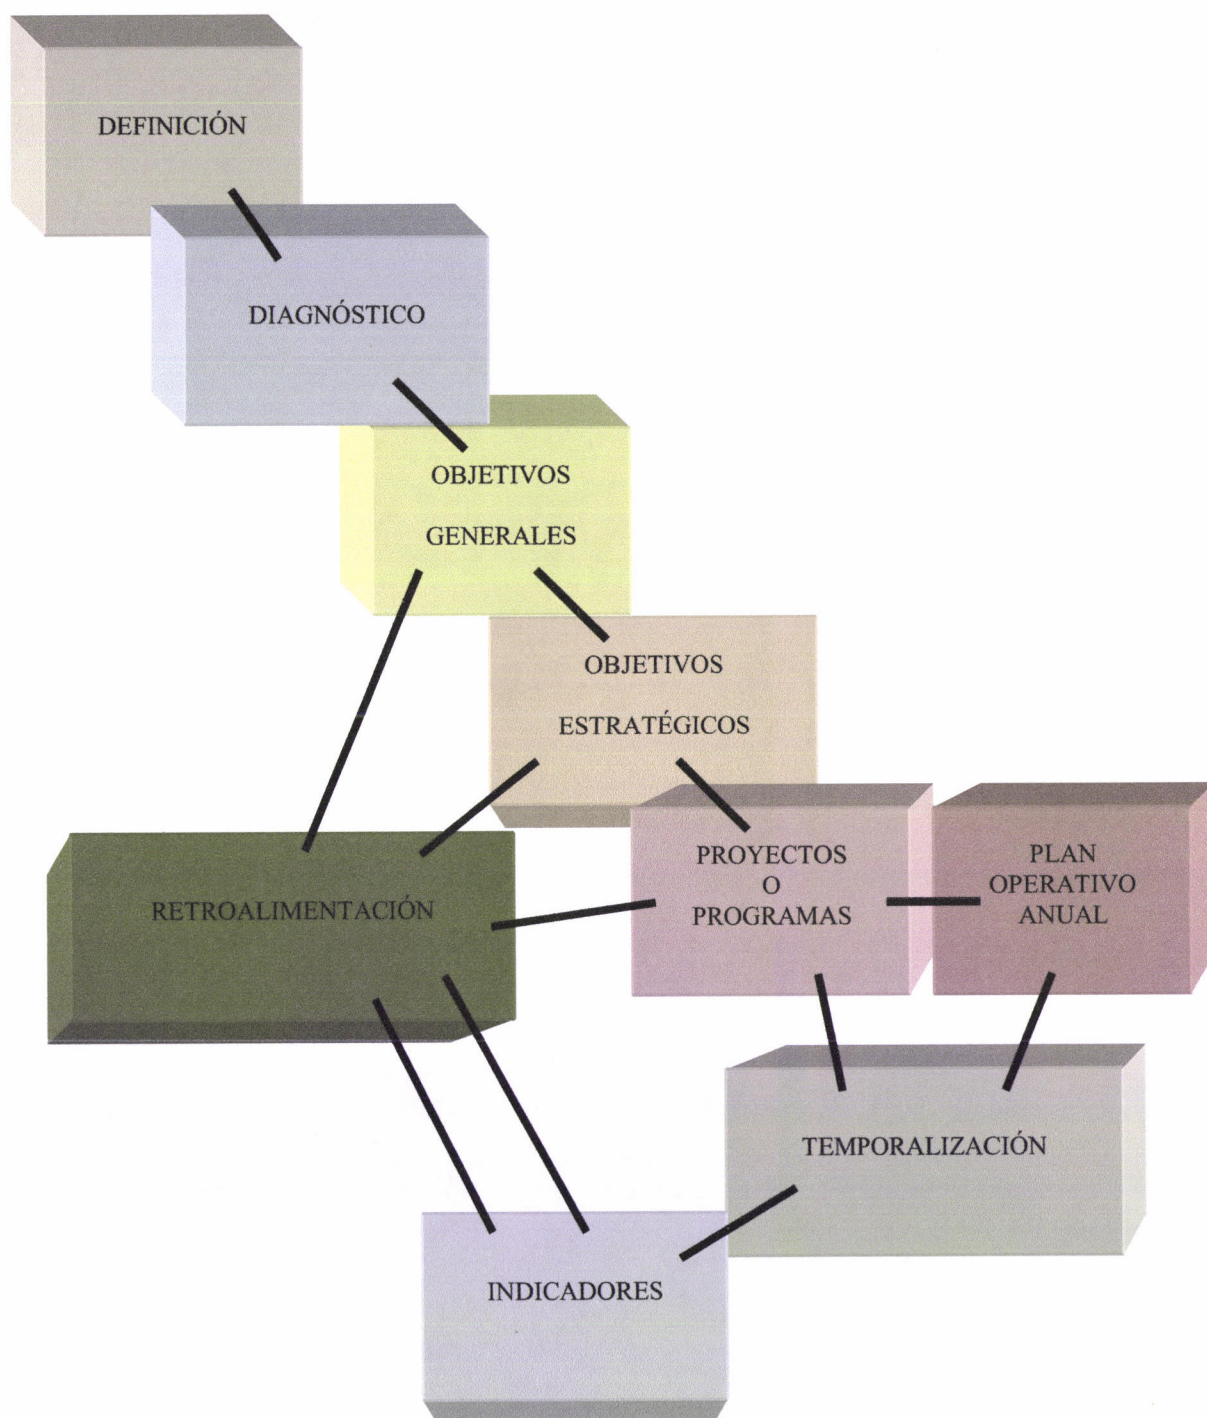 DEFINICIÓN
DIAGNÓSTICO
OBJETIVOS
GENERALES
OBJETIVOS
ESTRATÉGICOS
PROYECTOS
O
PROGRAMAS
PLAN
OPERATIVO
ANUAL
RETROALIMENTACIÓN
TEMPORALIZACIÓN
INDICADORES